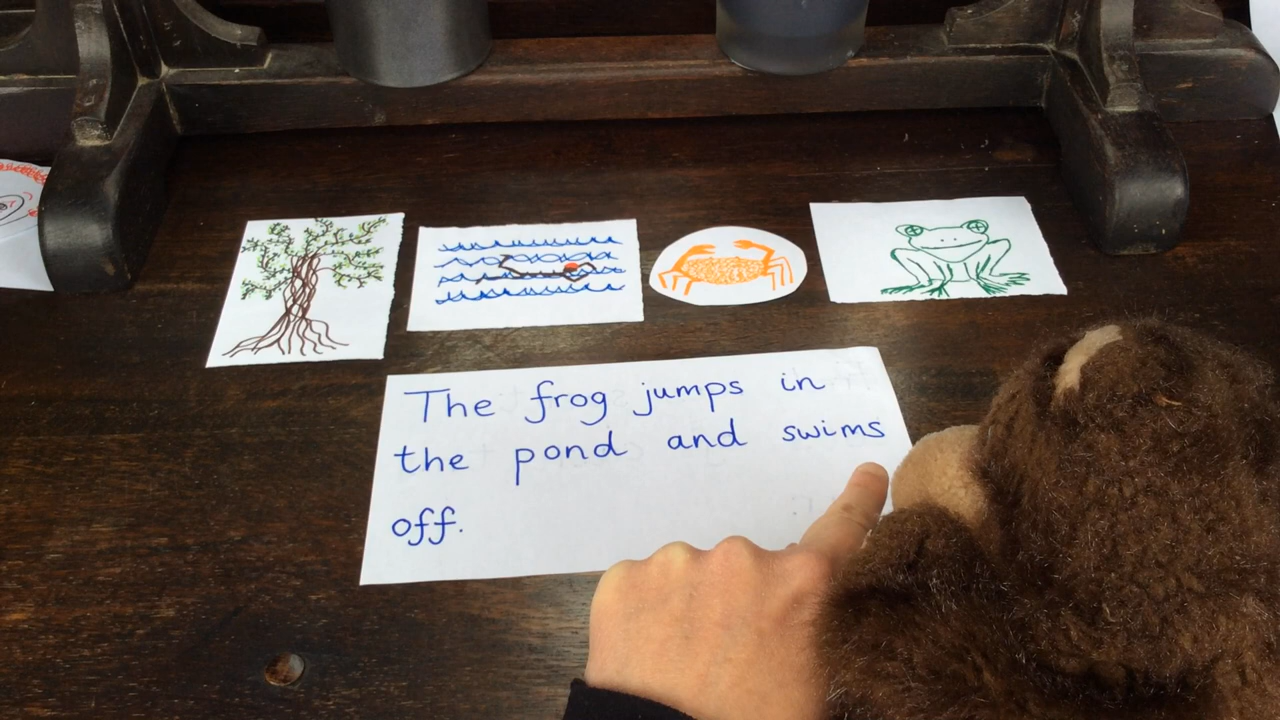 The frog jumps in
the pond and swims
off.